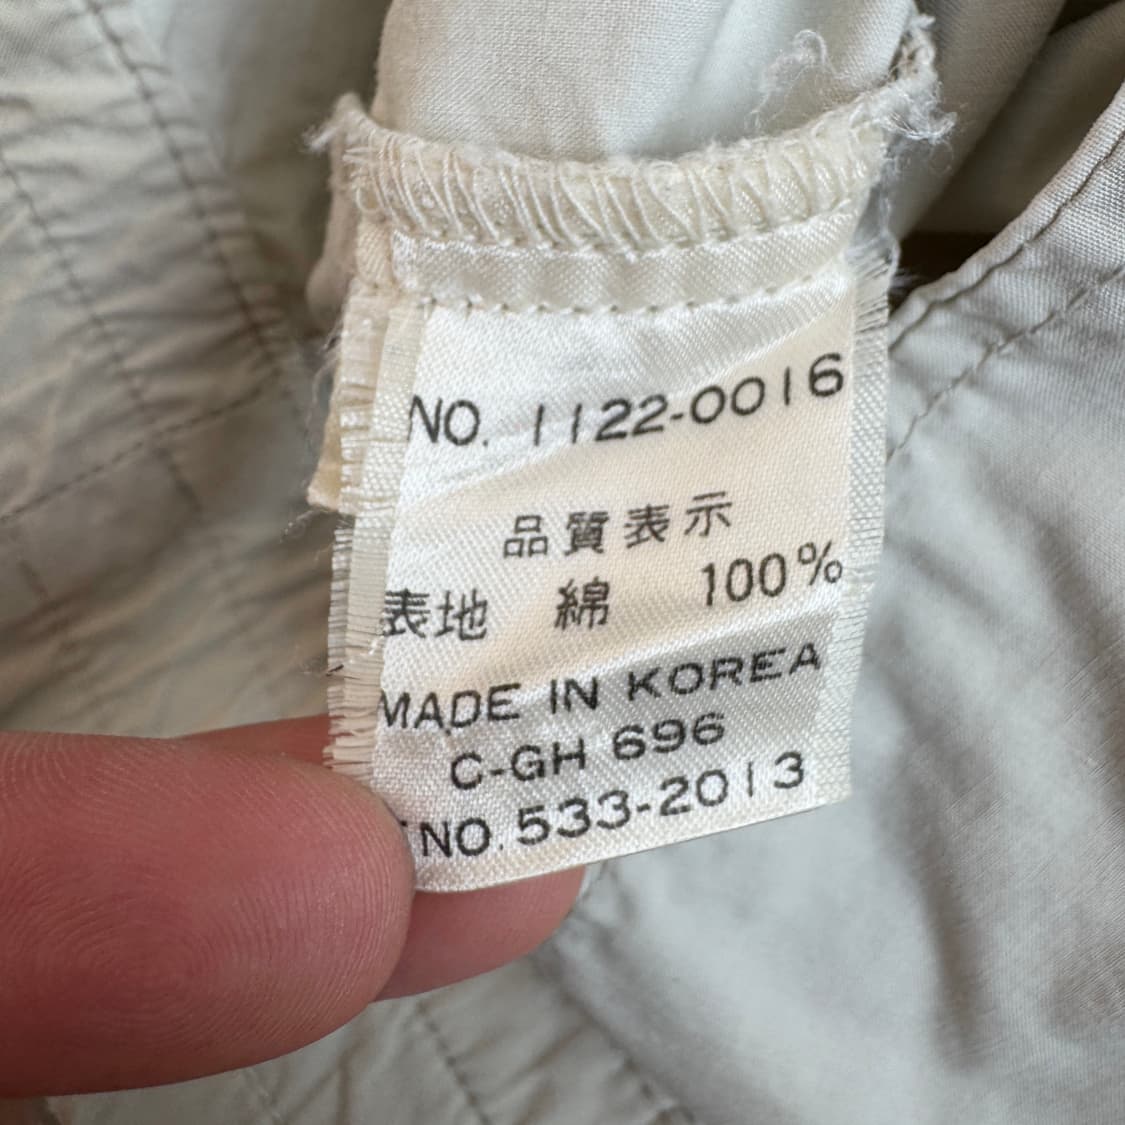 NO. 1122-0016
品質表示
表地 綿 100%
MADE IN KOREA
C-GH 696
NO. 533-2013